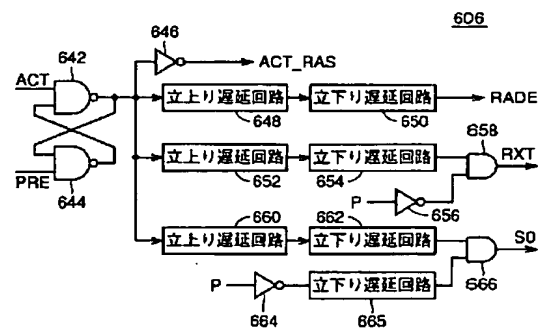 606
646
642
ACT_RAS
ACT
立上り遅延回路
立下り遅延回路
RADE
648
650
658
RXT
立上り遅延回路
立下り遅延回路
PRE
644
652
654
P
656
660
662
S0
立上り遅延回路
立下り遅延回路
666
P
立下り遅延回路
664
665